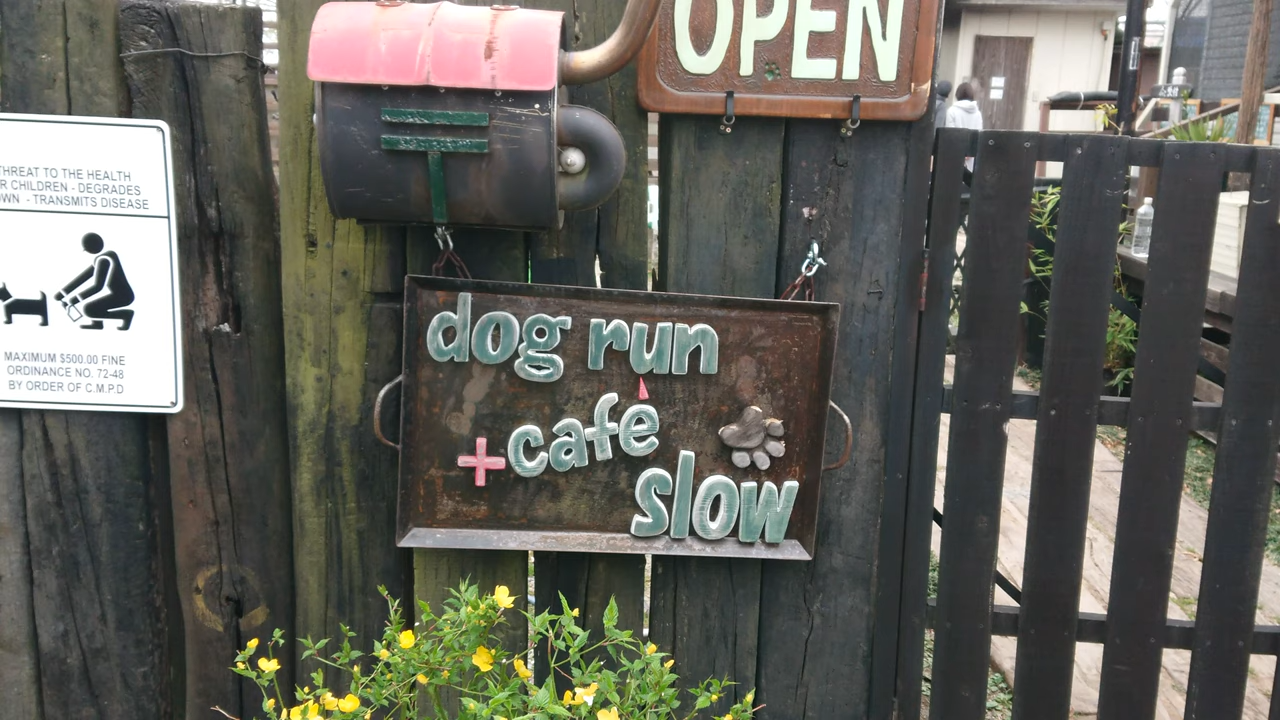 OPEN
THREAT TO THE HEALTH
CHILDREN - DEGRADES
- TRANSMITS DISEASE
MAXIMUM $500.00 FINE
ORDINANCE NO. 72-48
BY ORDER OF C.M.P.D
dog run
+cafe
slow